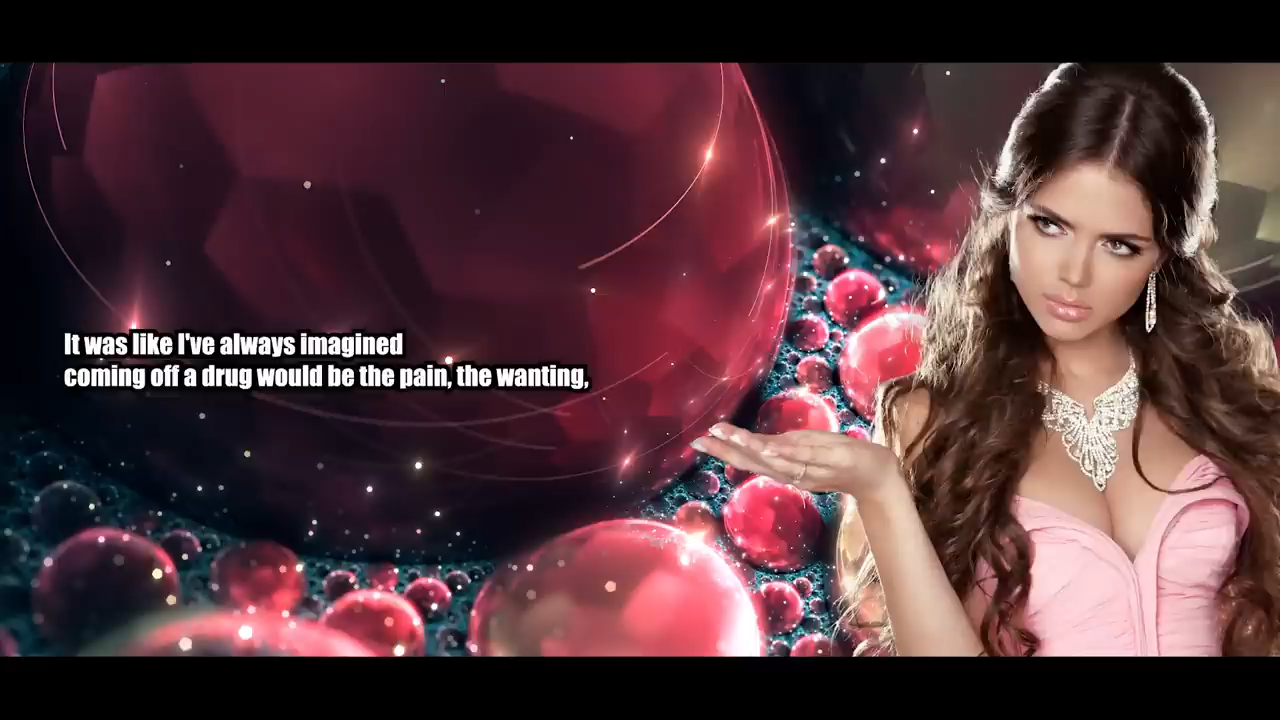 It was like I've always imagined
coming off a drug would be the pain, the wanting,